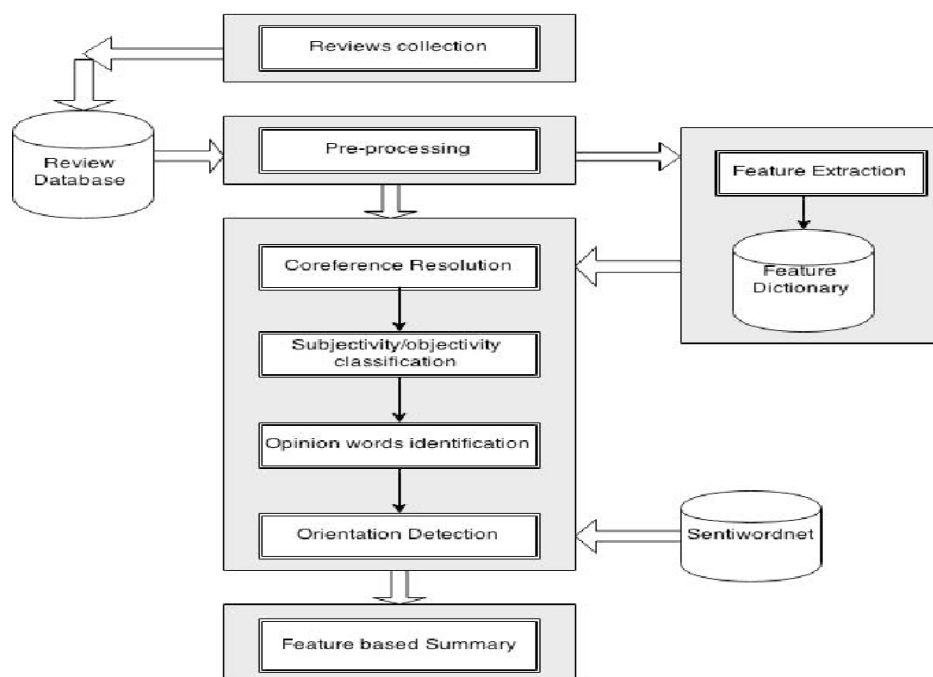 Reviews collection
Review
Database
Pre-processing
Feature Extraction
Feature
Dictionary
Coreference Resolution
Subjectivity/objectivity
classification
Opinion words identification
Orientation Detection
Sentiwordnet
Feature based Summary